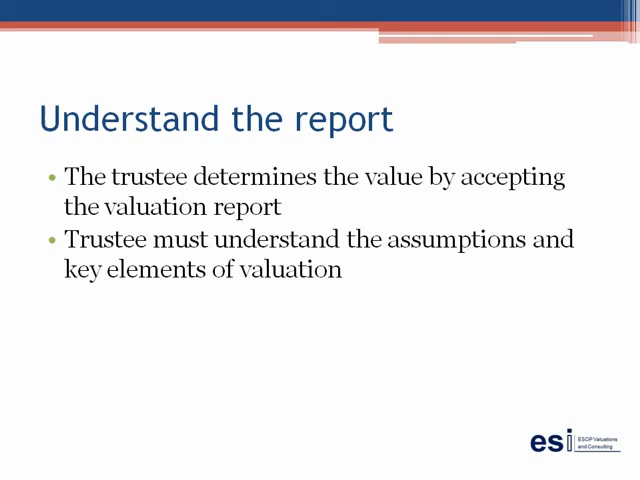 Understand the report
• The trustee determines the value by accepting
the valuation report
• Trustee must understand the assumptions and
key elements of valuation
esi ESOP Valuations
and Consulting